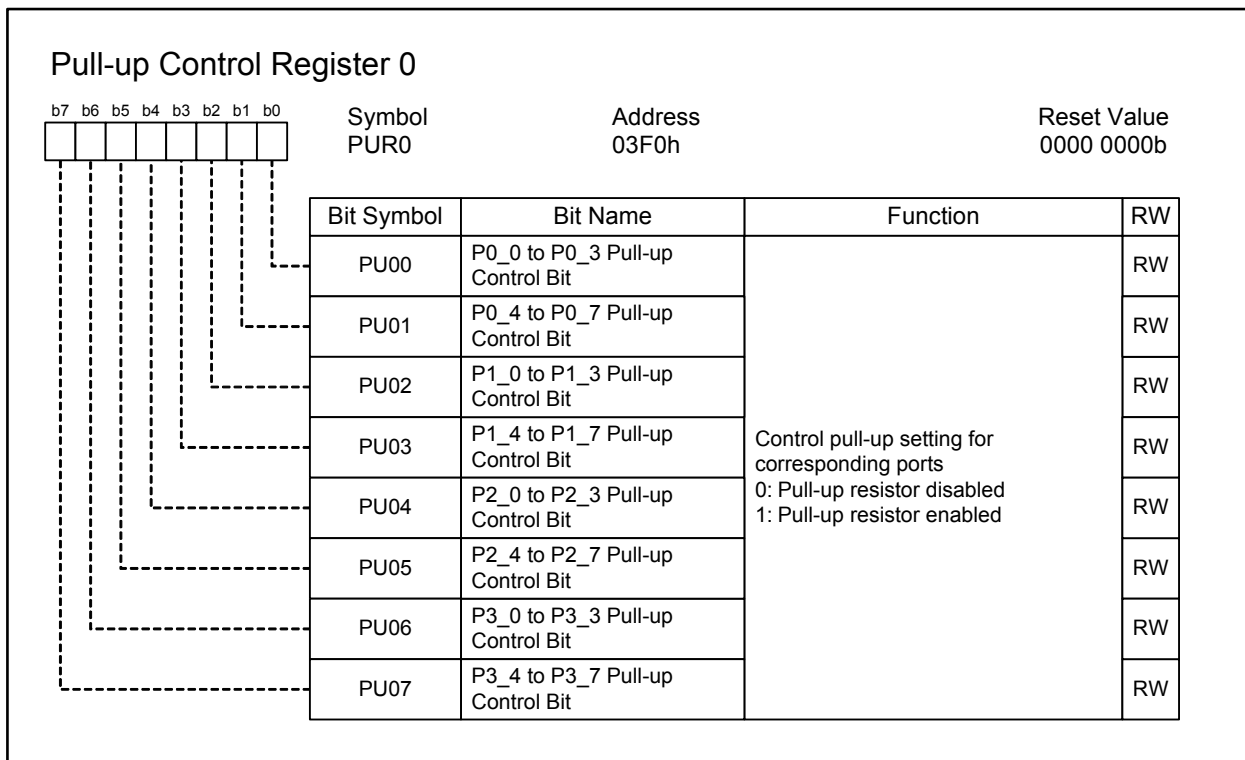 Pull-up Control Register 0
b7 b6 b5 b4 b3 b2 b1 b0
Symbol Address Reset Value
PUR0 03F0h 0000 0000b
Bit Symbol Bit Name Function RW
PU00 P0_0 to P0_3 Pull-up
Control Bit RW
PU01 P0_4 to P0_7 Pull-up
Control Bit RW
PU02 P1_0 to P1_3 Pull-up
Control Bit RW
PU03 P1_4 to P1_7 Pull-up
Control Bit RW
PU04 P2_0 to P2_3 Pull-up
Control Bit RW
PU05 P2_4 to P2_7 Pull-up
Control Bit RW
PU06 P3_0 to P3_3 Pull-up
Control Bit RW
PU07 P3_4 to P3_7 Pull-up
Control Bit RW
Control pull-up setting for
corresponding ports
0: Pull-up resistor disabled
1: Pull-up resistor enabled